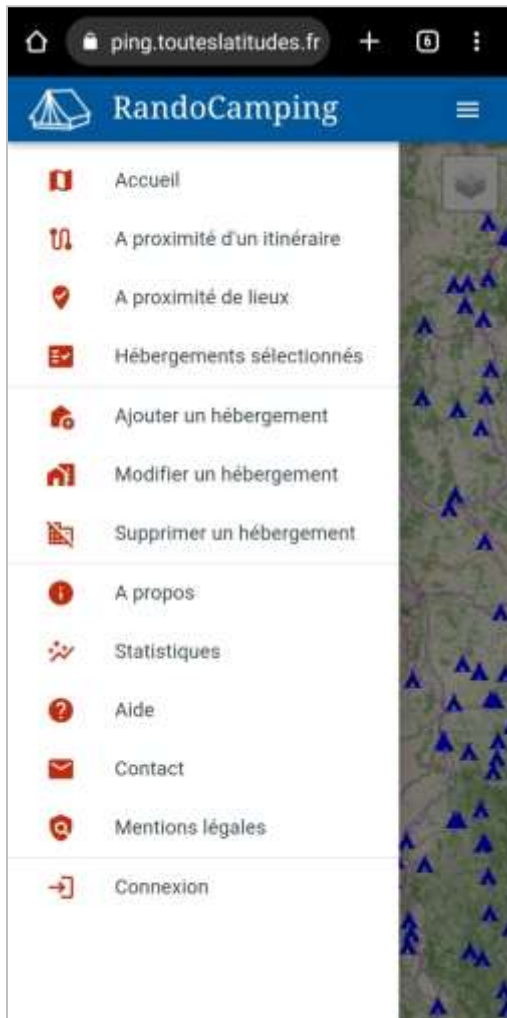 ping.touteslatitudes.fr
6
RandoCamping
Accueil
A proximité d'un itinéraire
A proximité de lieux
Hébergements sélectionnés
Ajouter un hébergement
Modifier un hébergement
Supprimer un hébergement
A propos
Statistiques
Aide
Contact
Mentions légales
Connexion